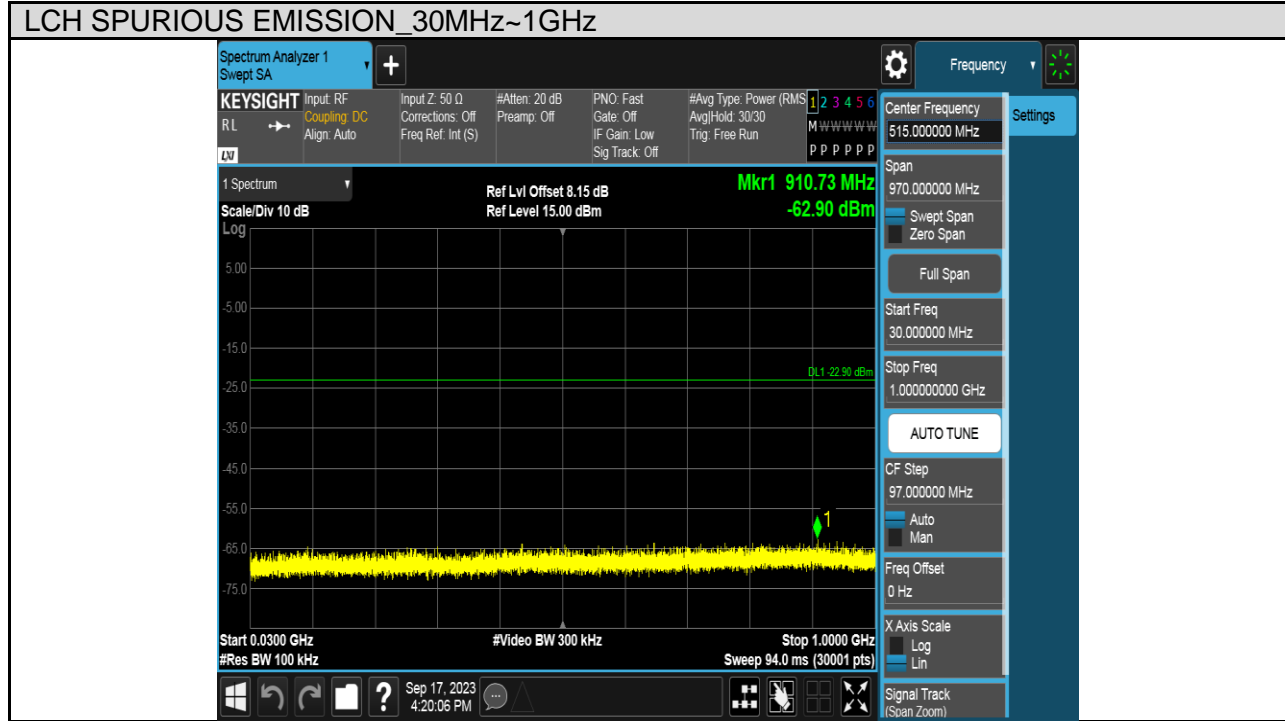 LCH SPURIOUS EMISSION_30MHz~1GHz
Spectrum Analyzer 1
Swept SA
+
Frequency
KEYSIGHT
RL
LXI
Input: RF
Coupling: DC
Align: Auto
Input Z: 50 Ω
Corrections: Off
Freq Ref: Int (S)
#Atten: 20 dB
Preamp: Off
PNO: Fast
Gate: Off
IF Gain: Low
Sig Track: Off
#Avg Type: Power (RMS
Avg|Hold: 30/30
Trig: Free Run
1 2 3 4 5 6
M W W W W W
P P P P P P
1 Spectrum
Scale/Div 10 dB
Log
Ref Lvl Offset 8.15 dB
Ref Level 15.00 dBm
Mkr1 910.73 MHz
-62.90 dBm
5.00
-5.00
-15.0
DL1 -22.90 dBm
-25.0
-35.0
-45.0
-55.0
1
-65.0
-75.0
Start 0.0300 GHz
#Res BW 100 kHz
#Video BW 300 kHz
Stop 1.0000 GHz
Sweep 94.0 ms (30001 pts)
?
Sep 17, 2023
4:20:06 PM
Center Frequency
515.000000 MHz
Settings
Span
970.000000 MHz
Swept Span
Zero Span
Full Span
Start Freq
30.000000 MHz
Stop Freq
1.000000000 GHz
AUTO TUNE
CF Step
97.000000 MHz
Auto
Man
Freq Offset
0 Hz
X Axis Scale
Log
Lin
Signal Track
(Span Zoom)